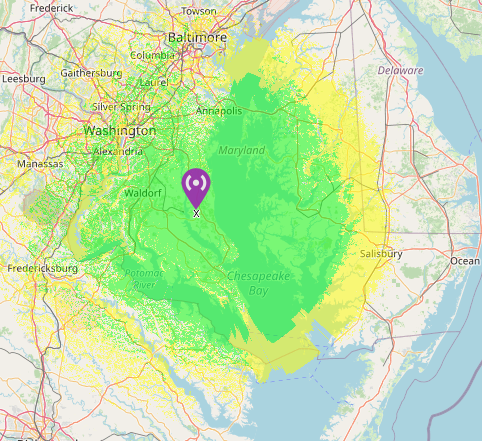 Frederick
Towson
Baltimore
Columbia
Leesburg
Gaithersburg
Laurel
Delaware
Silver Spring
Annapolis
Washington
Alexandria
Maryland
Manassas
Waldorf
X
Salisbury
Fredericksburg
Potomac
River
Chesapeake
Bay
Ocean